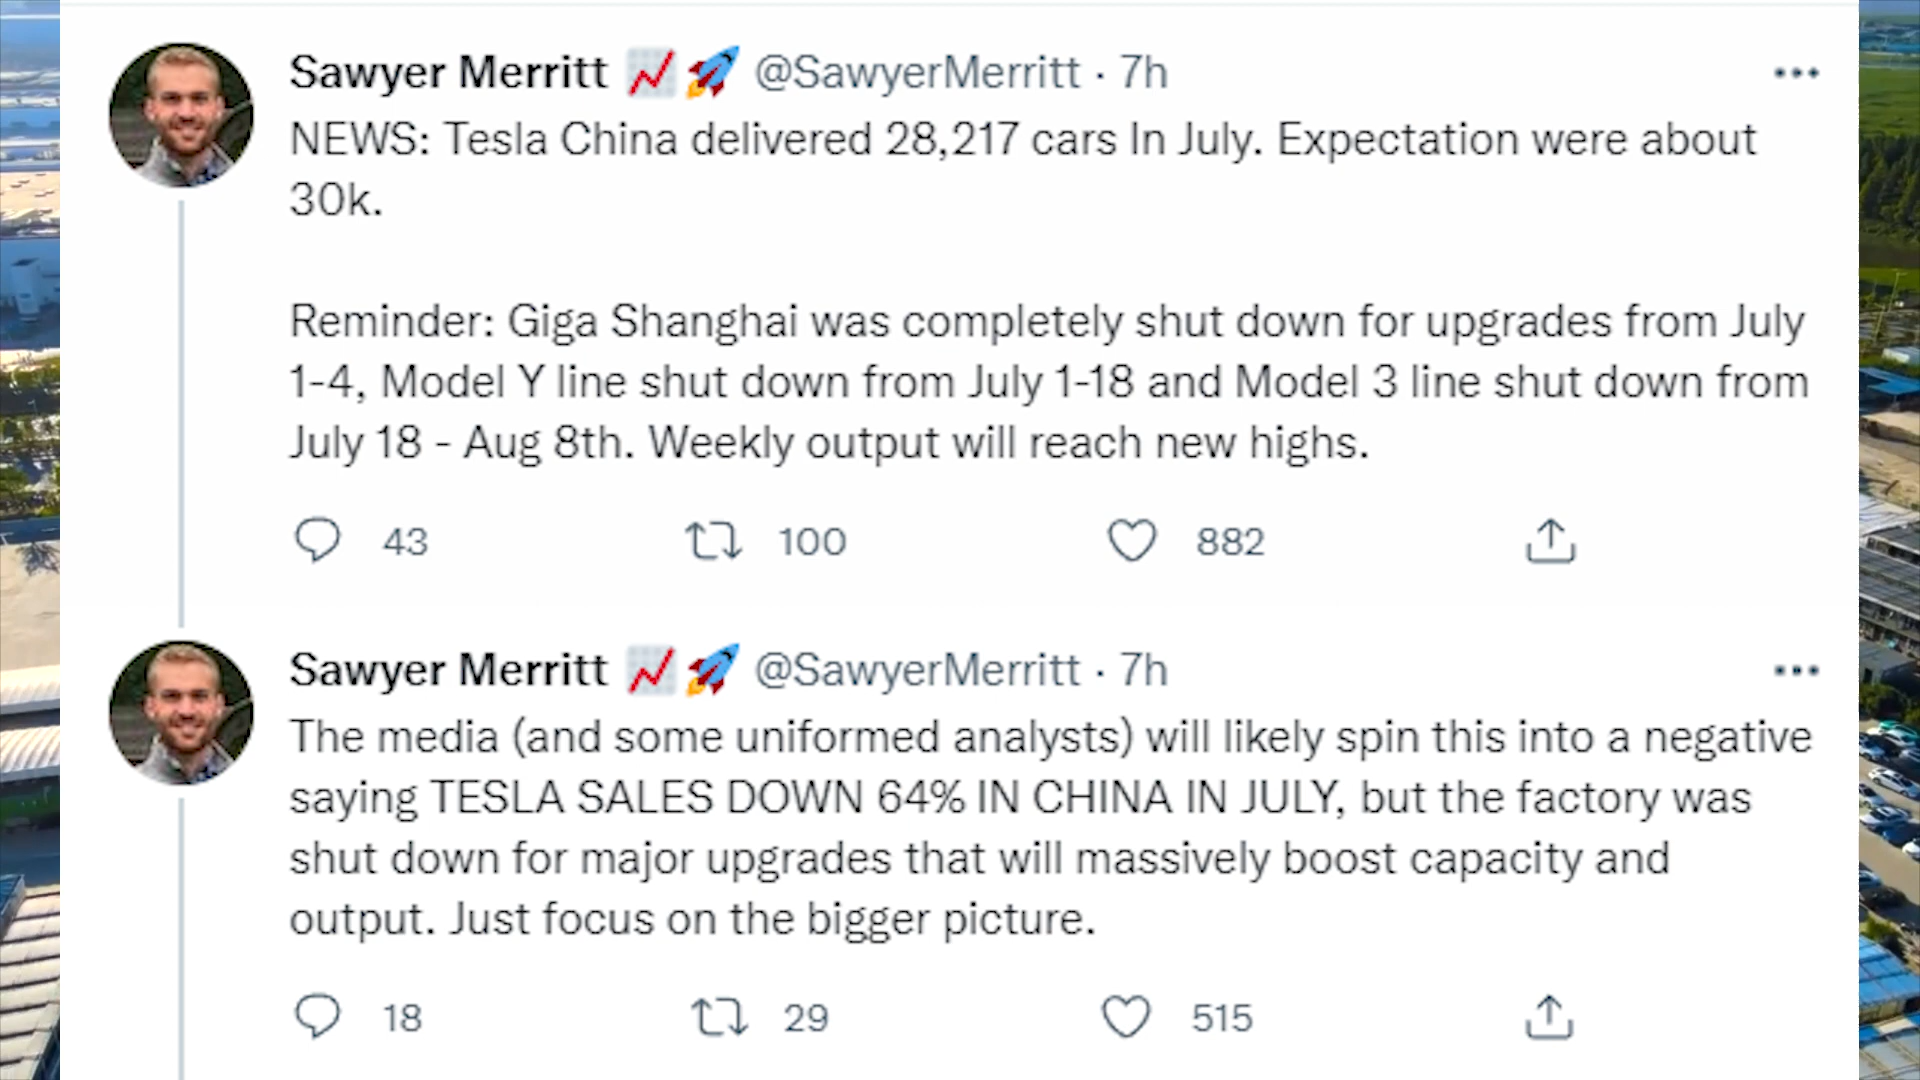 Sawyer Merritt 📈🚀 @SawyerMerritt · 7h
NEWS: Tesla China delivered 28,217 cars In July. Expectation were about
30k.
Reminder: Giga Shanghai was completely shut down for upgrades from July
1-4, Model Y line shut down from July 1-18 and Model 3 line shut down from
July 18 - Aug 8th. Weekly output will reach new highs.
43 100 882
Sawyer Merritt 📈🚀 @SawyerMerritt · 7h
The media (and some uniformed analysts) will likely spin this into a negative
saying TESLA SALES DOWN 64% IN CHINA IN JULY, but the factory was
shut down for major upgrades that will massively boost capacity and
output. Just focus on the bigger picture.
18 29 515